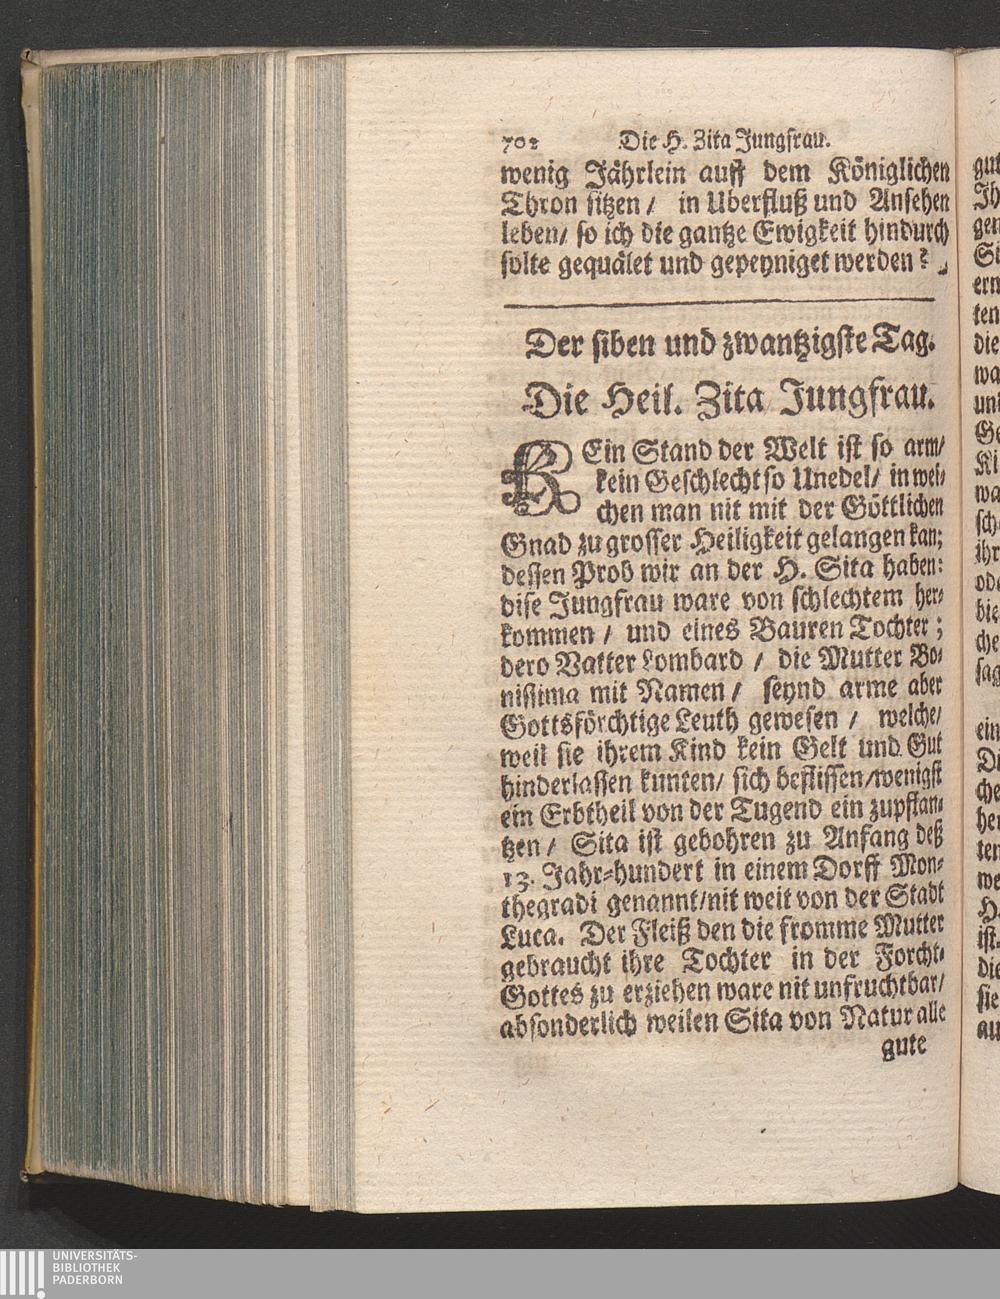 702 Die H. Zita Jungfrau.
wenig Jährlein auff dem Königlichen
Thron sitzen / in Uberfluß und Ansehen
leben / so ich die gantze Ewigkeit hindurch
solte gequälet und gepeyniget werden?
Der siben und zwantzigste Tag.
Die Heil. Zita Jungfrau.
KEin Stand der Welt ist so arm /
kein Geschlecht so Unedel / in wel-
chen man nit mit der Göttlichen
Gnad zu grosser Heiligkeit gelangen kan;
dessen Prob wir an der H. Sita haben:
dise Jungfrau ware von schlechtem her-
kommen / und eines Bauren Tochter;
dero Vatter Lombard / die Mutter Bo-
nissima mit Namen / seynd arme aber
Gottsförchtige Leuth gewesen / welche /
weil sie ihrem Kind kein Gelt und Gut
hinderlassen kunten / sich beflissen / wenigst
ein Erbtheil von der Tugend ein zupflan-
tzen / Sita ist gebohren zu Anfang deß
13. Jahr-hundert in einem Dorff Mon-
thegradi genannt / nit weit von der Stadt
Luca. Der Fleiß den die fromme Mutter
gebraucht ihre Tochter in der Forcht-
Gottes zu erziehen ware nit unfruchtbar /
absonderlich weilen Sita von Natur alle
gute
UNIVERSITÄTS-
BIBLIOTHEK
PADERBORN